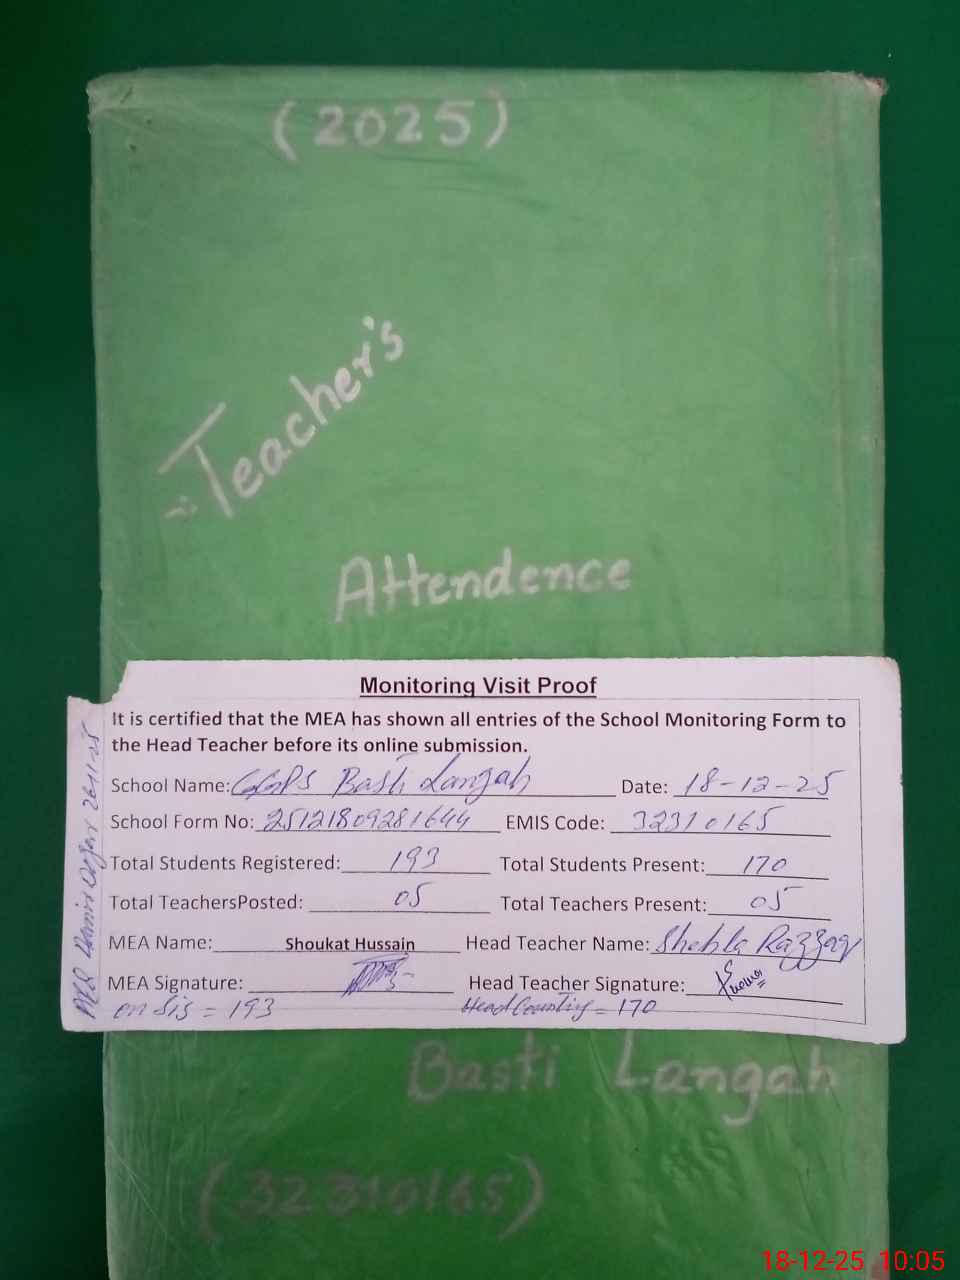 (2025)
Teacher's
Attendence
Monitoring Visit Proof
It is certified that the MEA has shown all entries of the School Monitoring Form to
the Head Teacher before its online submission.
School Name: GGPS Basti Langah Date: 18-12-25
School Form No: 25121809281644 EMIS Code: 32310165
Total Students Registered: 193 Total Students Present: 170
Total TeachersPosted: 05 Total Teachers Present: 05
MEA Name: Shoukat Hussain Head Teacher Name: Shehla Razzaq
MEA Signature: Head Teacher Signature:
on Sis = 193 Head Counting = 170
26-11-25
Basti Langah
(32310165)
18-12-25 10:05